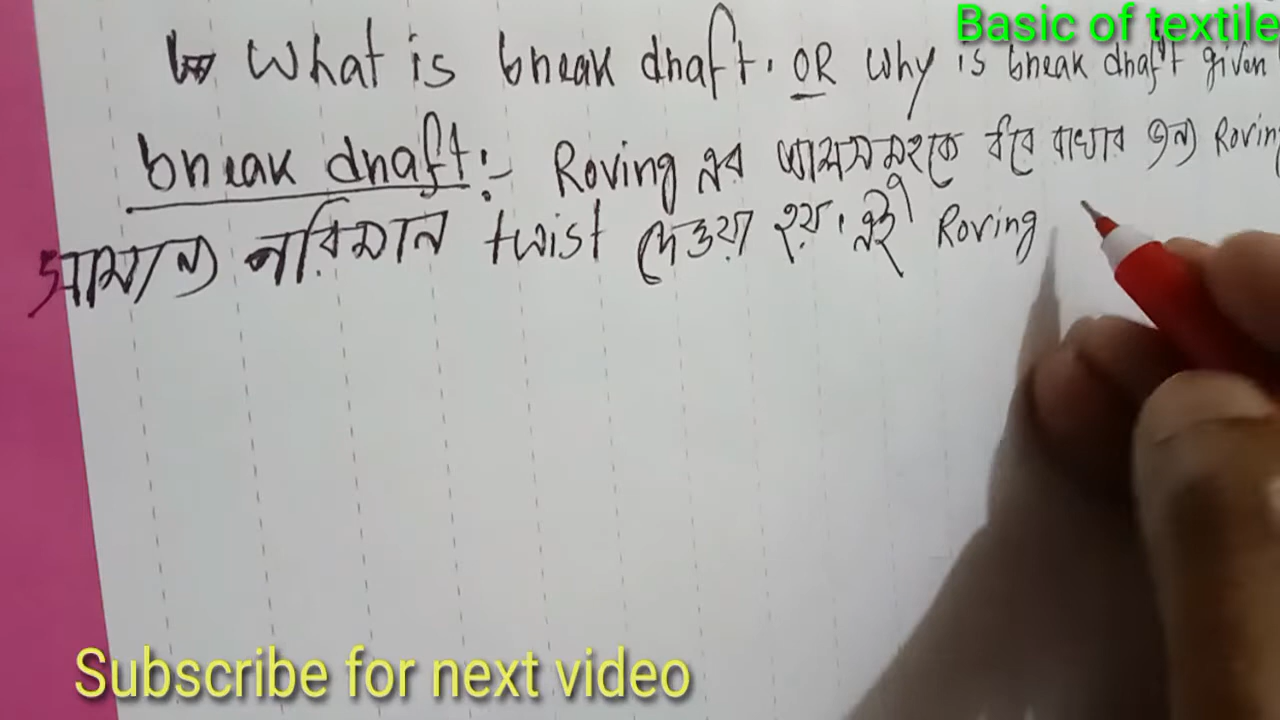 Basic of textile
What is break draft. OR Why is break draft given
break draft:- Roving এর আঁশসমূহকে ধরে রাখার জন্য Roving
সামান্য পরিমান twist দেওয়া হয়। এই Roving
Subscribe for next video